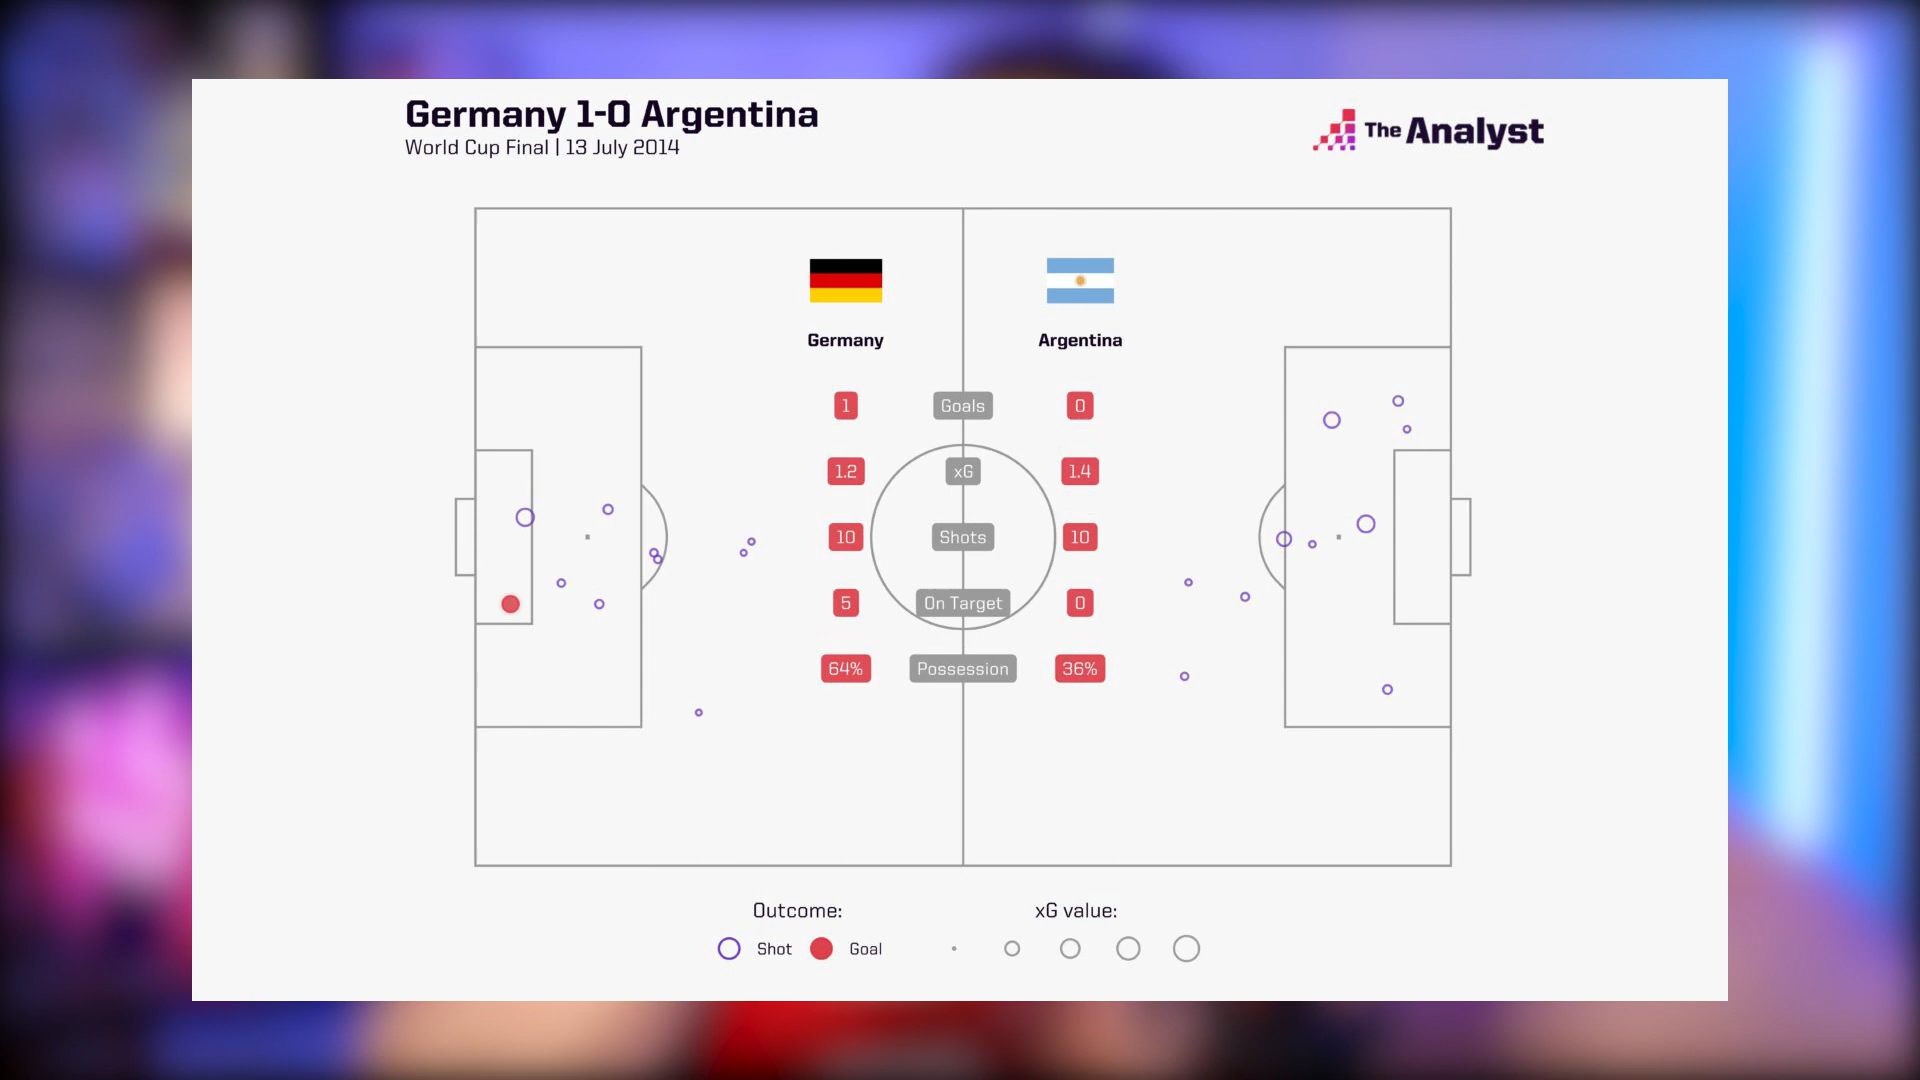 Germany 1-0 Argentina
World Cup Final | 13 July 2014
The Analyst
Germany
Argentina
1 Goals 0
1.2 xG 1.4
10 Shots 10
5 On Target 0
64% Possession 36%
Outcome:
Shot Goal
xG value: